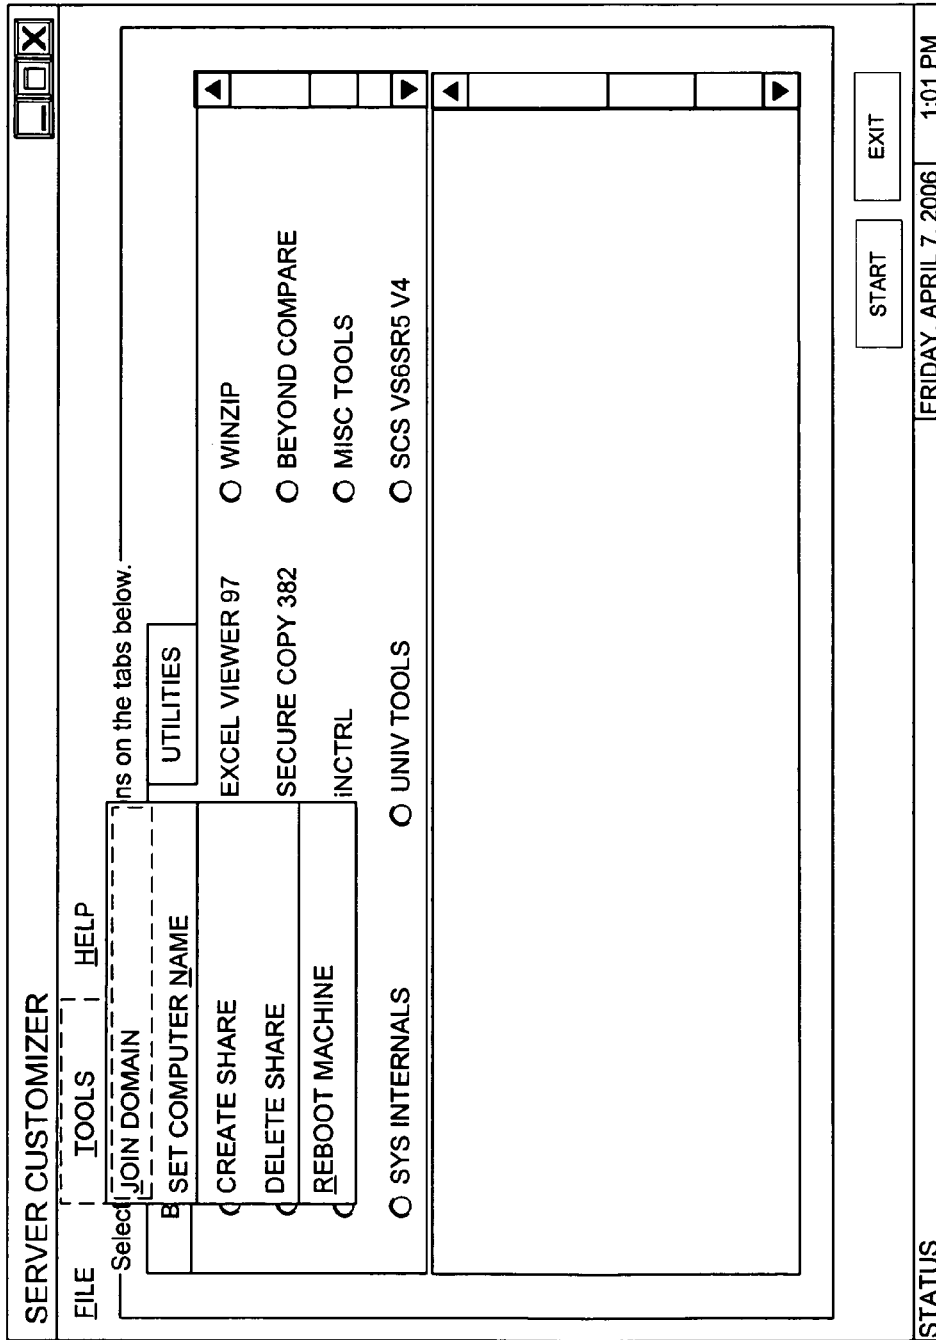 SERVER CUSTOMIZER
FILE TOOLS HELP
Select
ns on the tabs below.
JOIN DOMAIN
SET COMPUTER NAME
CREATE SHARE
DELETE SHARE
REBOOT MACHINE
B
UTILITIES
EXCEL VIEWER 97
WINZIP
SECURE COPY 382
BEYOND COMPARE
iNCTRL
MISC TOOLS
SYS INTERNALS
UNIV TOOLS
SCS VS6SR5 V4
START
EXIT
STATUS
FRIDAY, APRIL 7, 2006
1:01 PM